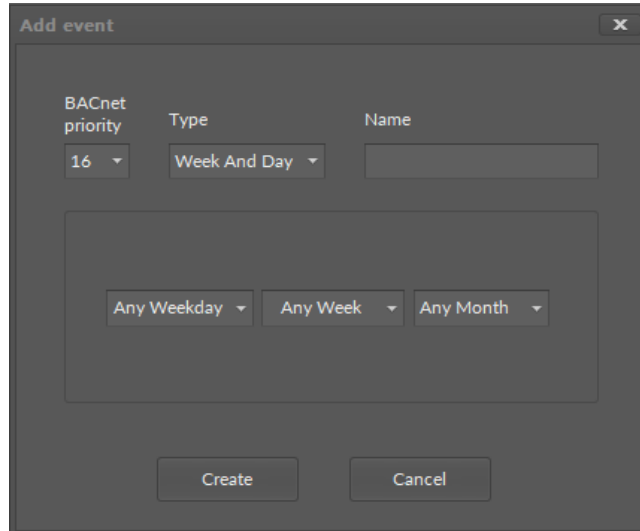 Add event
x
BACnet
priority
Type
Name
16
Week And Day
Any Weekday
Any Week
Any Month
Create
Cancel